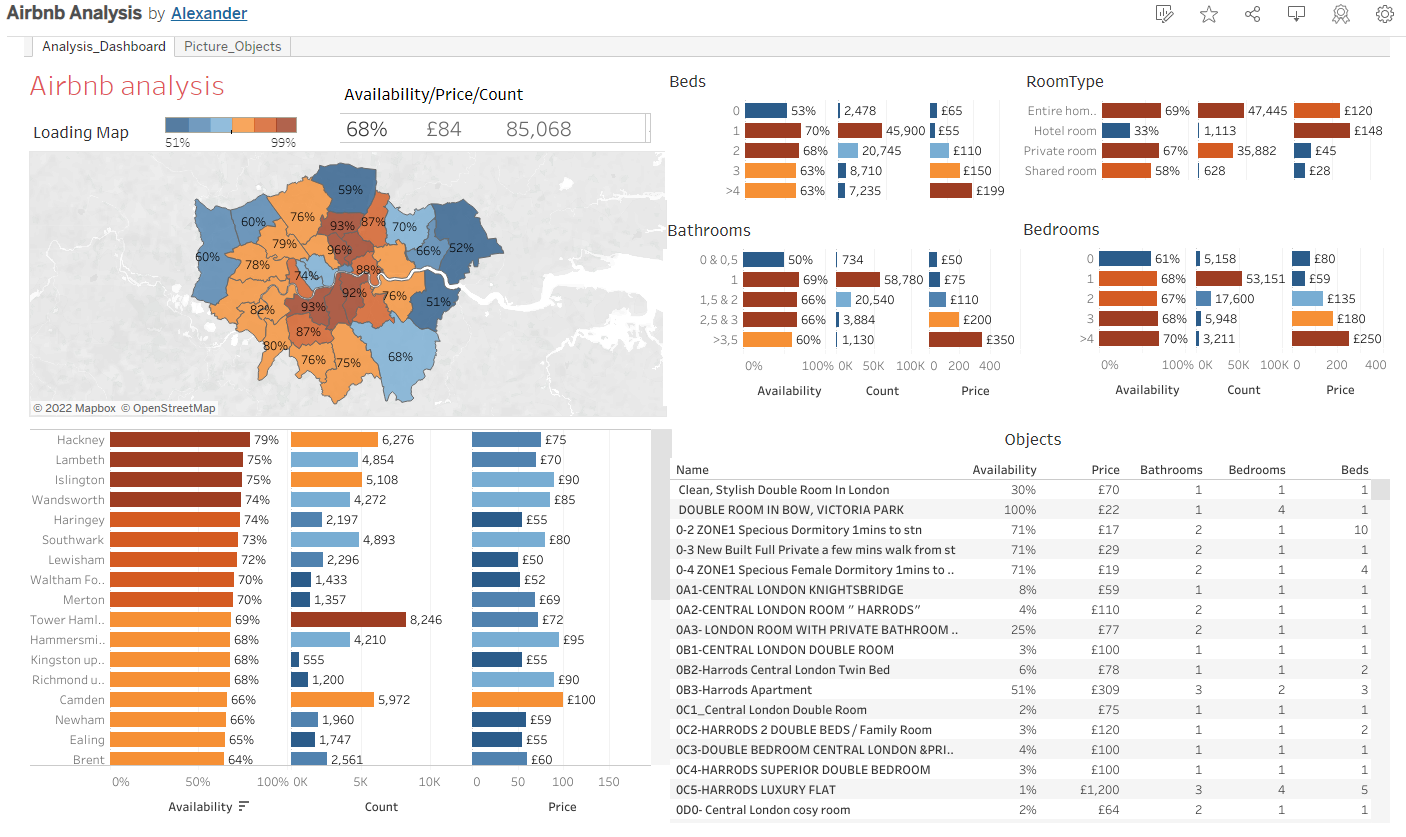 Airbnb Analysis by Alexander
Analysis_Dashboard Picture_Objects
Airbnb analysis
Loading Map
51% 99%
Availability/Price/Count
68% £84 85,068
59%
76%
60%
93%
87%
70%
79%
96%
66%
52%
60%
78%
74%
88%
92%
76%
51%
82%
93%
87%
80%
76%
75%
68%
© 2022 Mapbox © OpenStreetMap
Beds
0 53% 2,478 £65
1 70% 45,900 £55
2 68% 20,745 £110
3 63% 8,710 £150
>4 63% 7,235 £199
RoomType
Entire hom.. 69% 47,445 £120
Hotel room 33% 1,113 £148
Private room 67% 35,882 £45
Shared room 58% 628 £28
Bathrooms
0 & 0,5 50% 734 £50
1 69% 58,780 £75
1,5 & 2 66% 20,540 £110
2,5 & 3 66% 3,884 £200
>3,5 60% 1,130 £350
0% 100% 0K 50K 100K 0 200 400
Availability Count Price
Bedrooms
0 61% 5,158 £80
1 68% 53,151 £59
2 67% 17,600 £135
3 68% 5,948 £180
>4 70% 3,211 £250
0% 100% 0K 50K 100K 0 200 400
Availability Count Price
Hackney 79% 6,276 £75
Lambeth 75% 4,854 £70
Islington 75% 5,108 £90
Wandsworth 74% 4,272 £85
Haringey 74% 2,197 £55
Southwark 73% 4,893 £80
Lewisham 72% 2,296 £50
Waltham Fo.. 70% 1,433 £52
Merton 70% 1,357 £69
Tower Haml.. 69% 8,246 £72
Hammersmi.. 68% 4,210 £95
Kingston up.. 68% 555 £55
Richmond u.. 68% 1,200 £90
Camden 66% 5,972 £100
Newham 66% 1,960 £59
Ealing 65% 1,747 £55
Brent 64% 2,561 £60
0% 50% 100% 0K 5K 10K 0 50 100 150
Availability Count Price
Objects
Name Availability Price Bathrooms Bedrooms Beds
Clean, Stylish Double Room In London 30% £70 1 1 1
DOUBLE ROOM IN BOW, VICTORIA PARK 100% £22 1 4 1
0-2 ZONE1 Specious Dormitory 1mins to stn 71% £17 2 1 10
0-3 New Built Full Private a few mins walk from st 71% £29 2 1 1
0-4 ZONE1 Specious Female Dormitory 1mins to .. 71% £19 2 1 4
0A1-CENTRAL LONDON KNIGHTSBRIDGE 8% £59 1 1 1
0A2-CENTRAL LONDON ROOM " HARRODS" 4% £110 2 1 1
0A3- LONDON ROOM WITH PRIVATE BATHROOM .. 25% £77 2 1 1
0B1-CENTRAL LONDON DOUBLE ROOM 3% £100 1 1 1
0B2-Harrods Central London Twin Bed 6% £78 1 1 2
0B3-Harrods Apartment 51% £309 3 2 3
0C1_Central London Double Room 2% £75 1 1 1
0C2-HARRODS 2 DOUBLE BEDS / Family Room 3% £120 1 1 2
0C3-DOUBLE BEDROOM CENTRAL LONDON &PRI.. 4% £100 1 1 1
0C4-HARRODS SUPERIOR DOUBLE BEDROOM 3% £100 1 1 1
0C5-HARRODS LUXURY FLAT 1% £1,200 3 4 5
0D0- Central London cosy room 2% £64 2 1 1